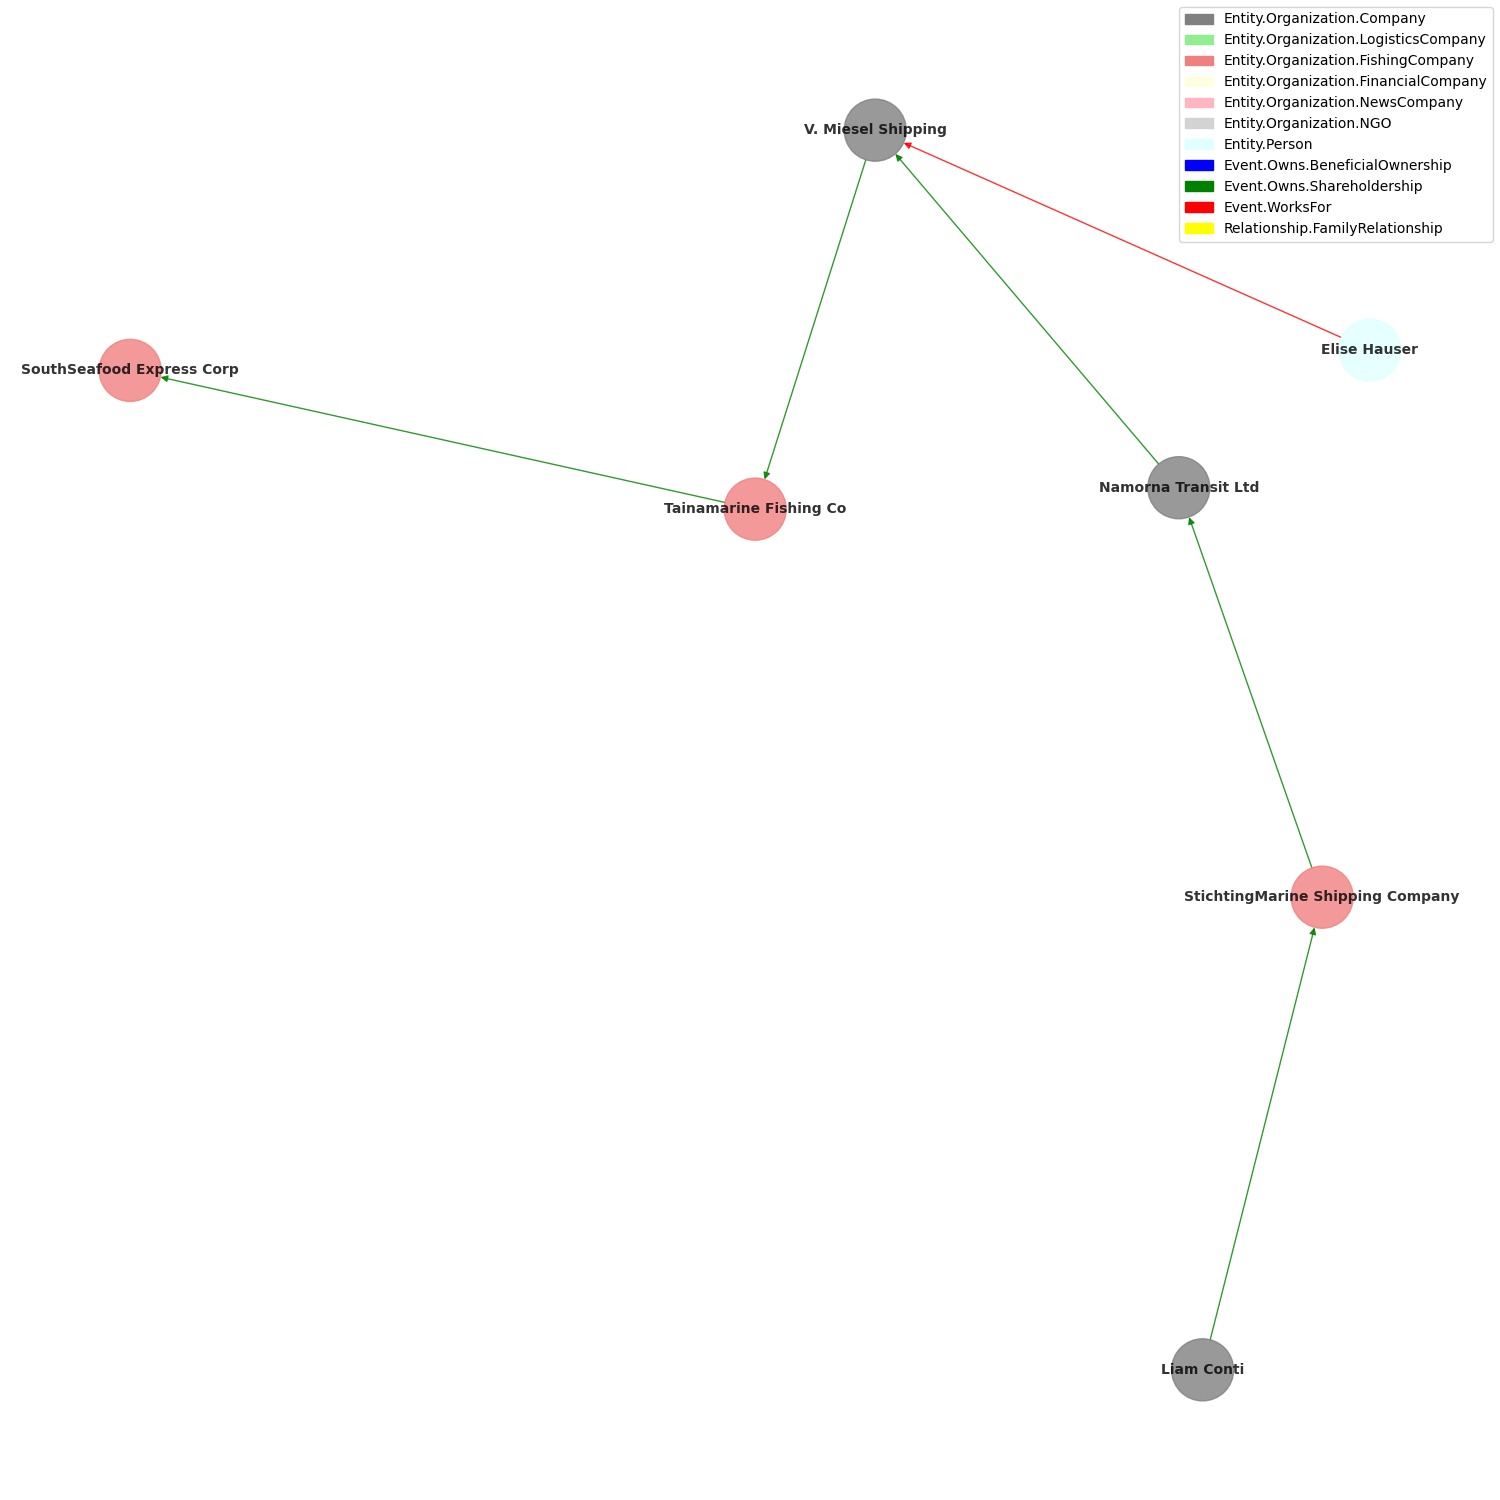 Entity.Organization.Company
Entity.Organization.LogisticsCompany
Entity.Organization.FishingCompany
Entity.Organization.FinancialCompany
Entity.Organization.NewsCompany
Entity.Organization.NGO
Entity.Person
Event.Owns.BeneficialOwnership
Event.Owns.Shareholdership
Event.WorksFor
Relationship.FamilyRelationship
V. Miesel Shipping
Elise Hauser
SouthSeafood Express Corp
Namorna Transit Ltd
Tainamarine Fishing Co
StichtingMarine Shipping Company
Liam Conti